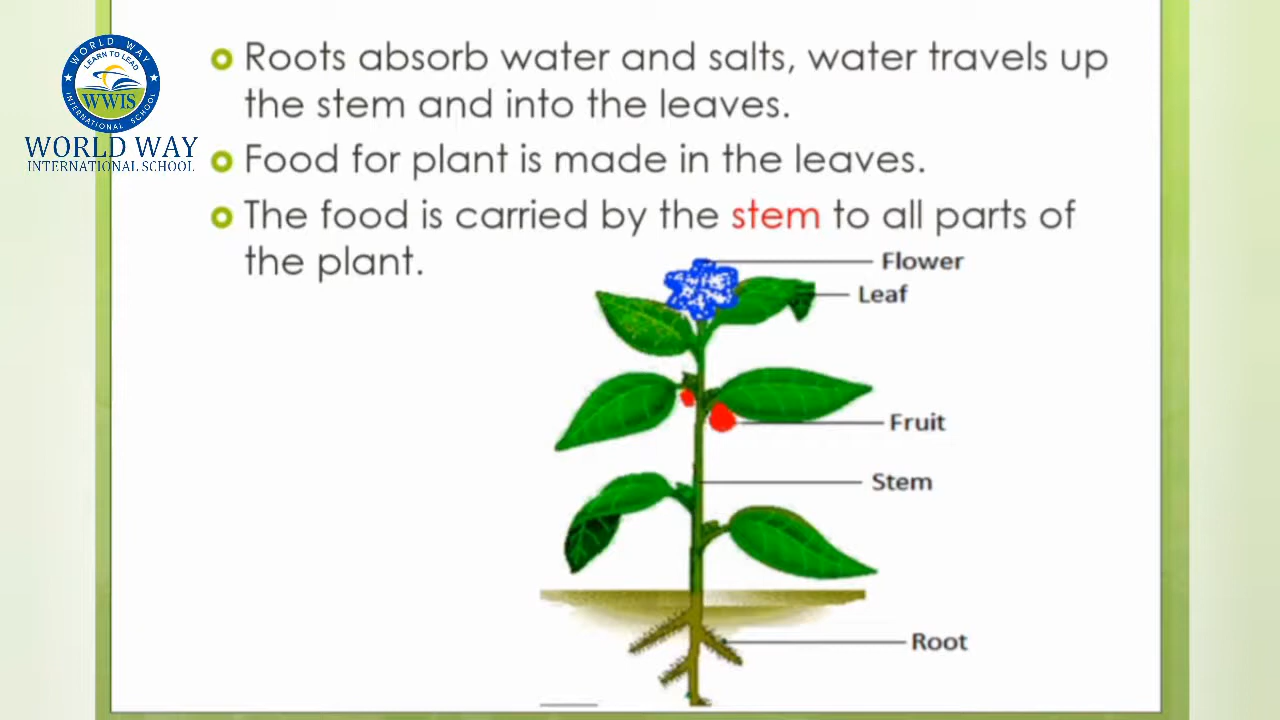 WORLD WAY
LEARN TO LEAD
WWIS
INTERNATIONAL SCHOOL
WORLD WAY
INTERNATIONAL SCHOOL
Roots absorb water and salts, water travels up
the stem and into the leaves.
Food for plant is made in the leaves.
The food is carried by the stem to all parts of
the plant.
Flower
Leaf
Fruit
Stem
Root